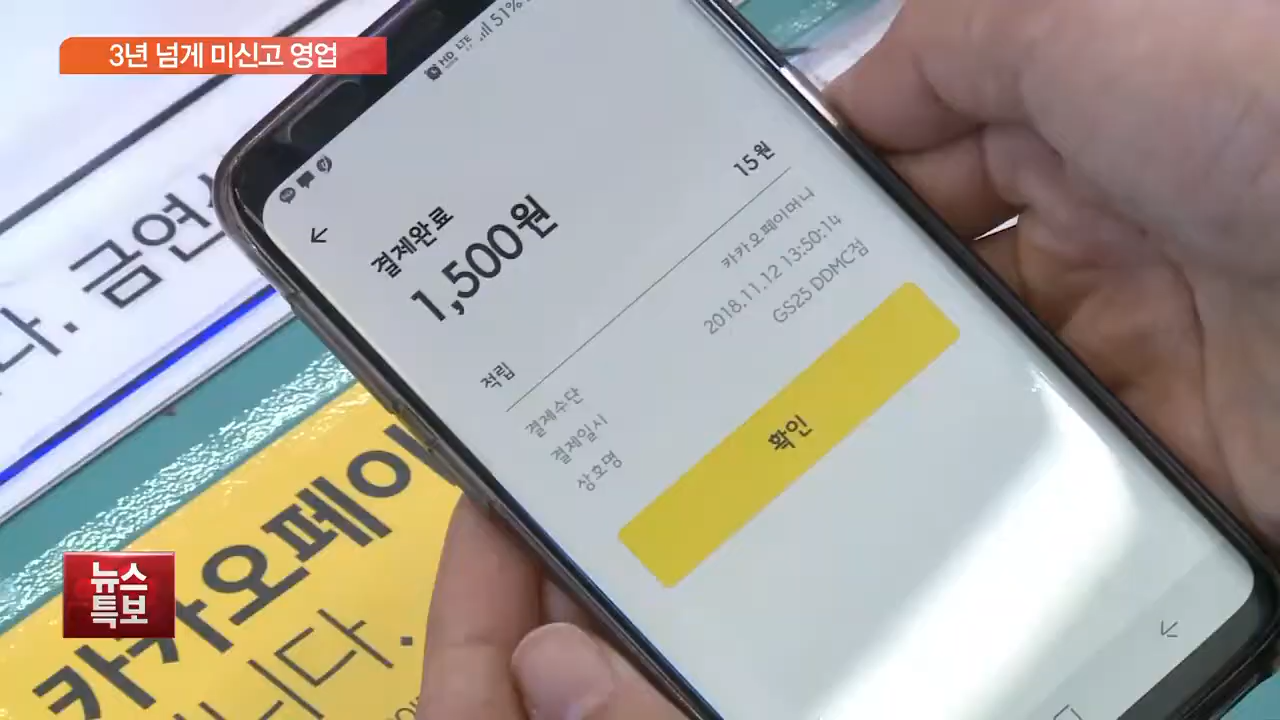 3년 넘게 미신고 영업
HD LTE 51%
결제완료
1,500원
적립 15원
결제수단 카카오페이머니
결제일시 2018.11.12 13:50:14
상호명 GS25 DDMC점
확인
다. 금연
카카오페이
니다.
뉴스
특보